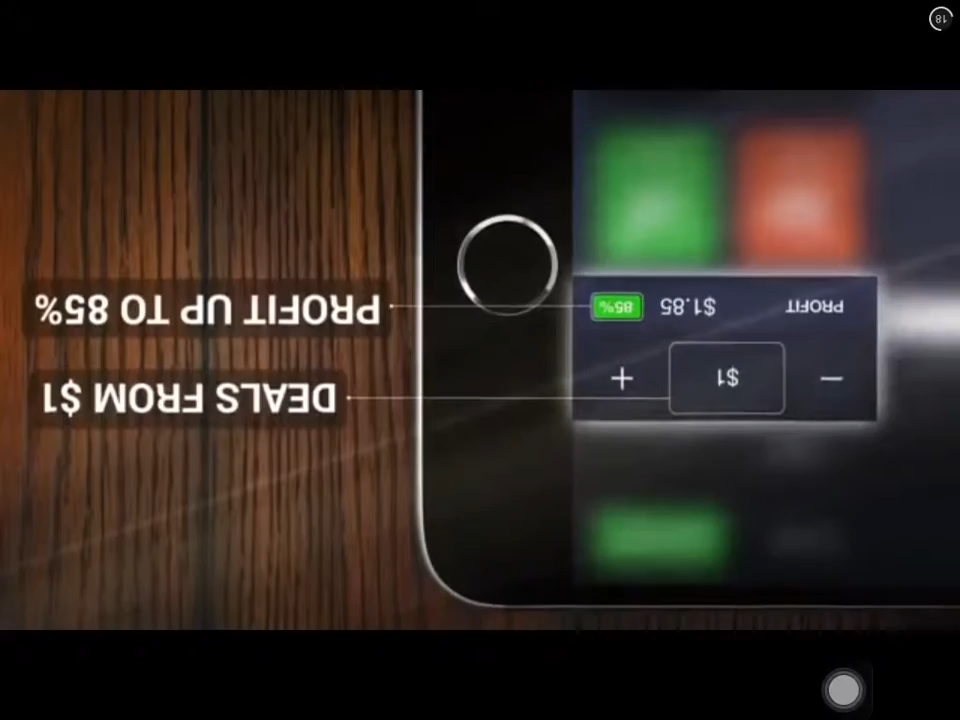 − $1 +
DEALS FROM $1
PROFIT $1.85 85%
PROFIT UP TO 85%